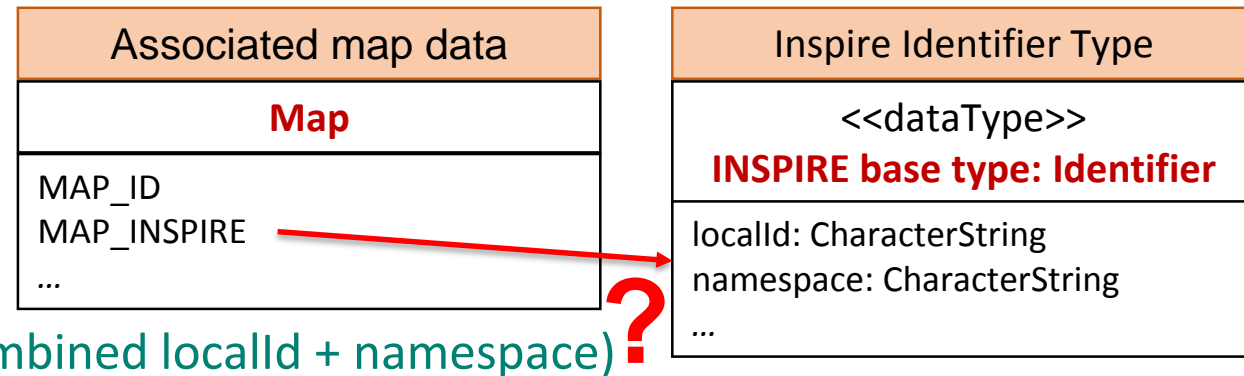 Associated map data
Map
MAP_ID
MAP_INSPIRE
...
Inspire Identifier Type
<<dataType>>
INSPIRE base type: Identifier
localId: CharacterString
namespace: CharacterString
...
mbined localId + namespace)
?